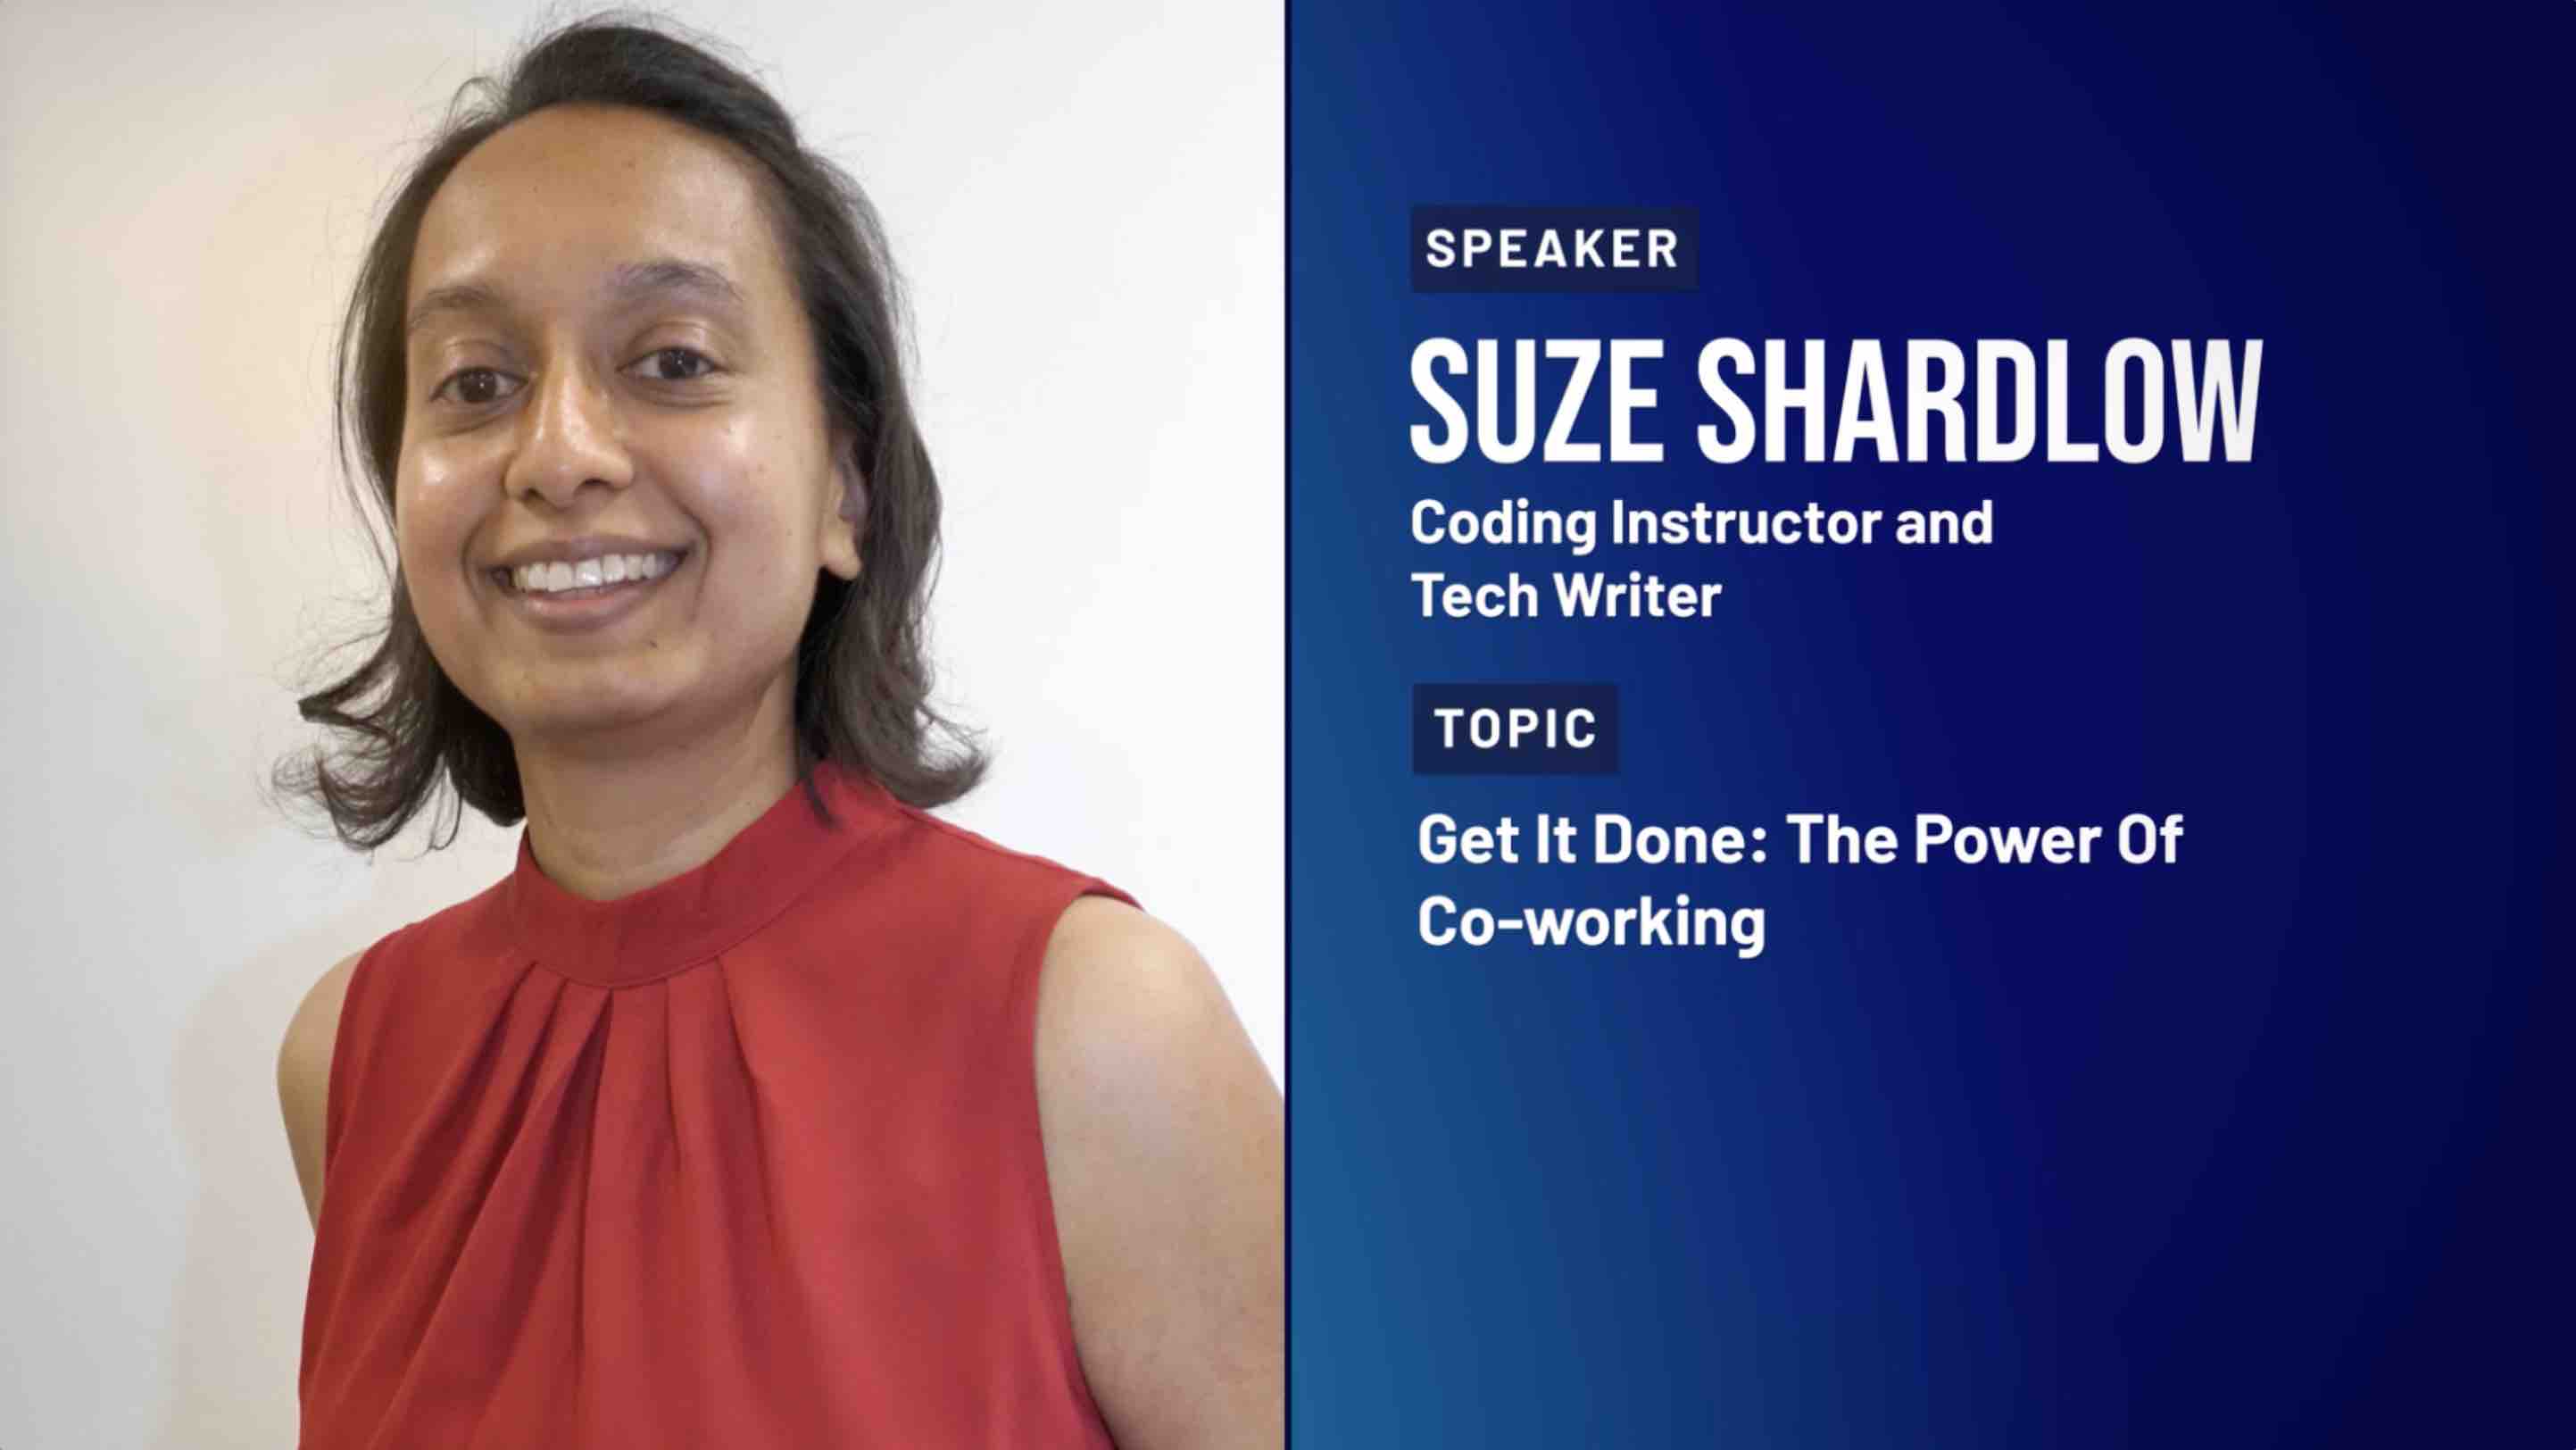 SPEAKER
SUZE SHARDLOW
Coding Instructor and
Tech Writer
TOPIC
Get It Done: The Power Of
Co-working